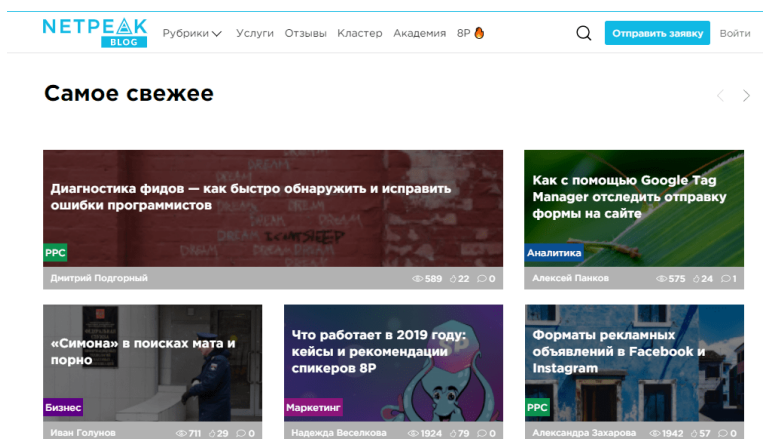 NETPEAK
BLOG
Рубрики Услуги Отзывы Кластер Академия 8P
Отправить заявку
Войти
Самое свежее
Диагностика фидов — как быстро обнаружить и исправить
ошибки программистов
PPC
Дмитрий Подгорный 589 22 0
Как с помощью Google Tag
Manager отследить отправку
формы на сайте
Аналитика
Алексей Панков 575 24 1
«Симона» в поисках мата и
порно
Бизнес
Иван Голунов 711 29 0
Что работает в 2019 году:
кейсы и рекомендации
спикеров 8P
Маркетинг
Надежда Веселкова 1924 79 0
Форматы рекламных
объявлений в Facebook и
Instagram
PPC
Александра Захарова 1942 57 0